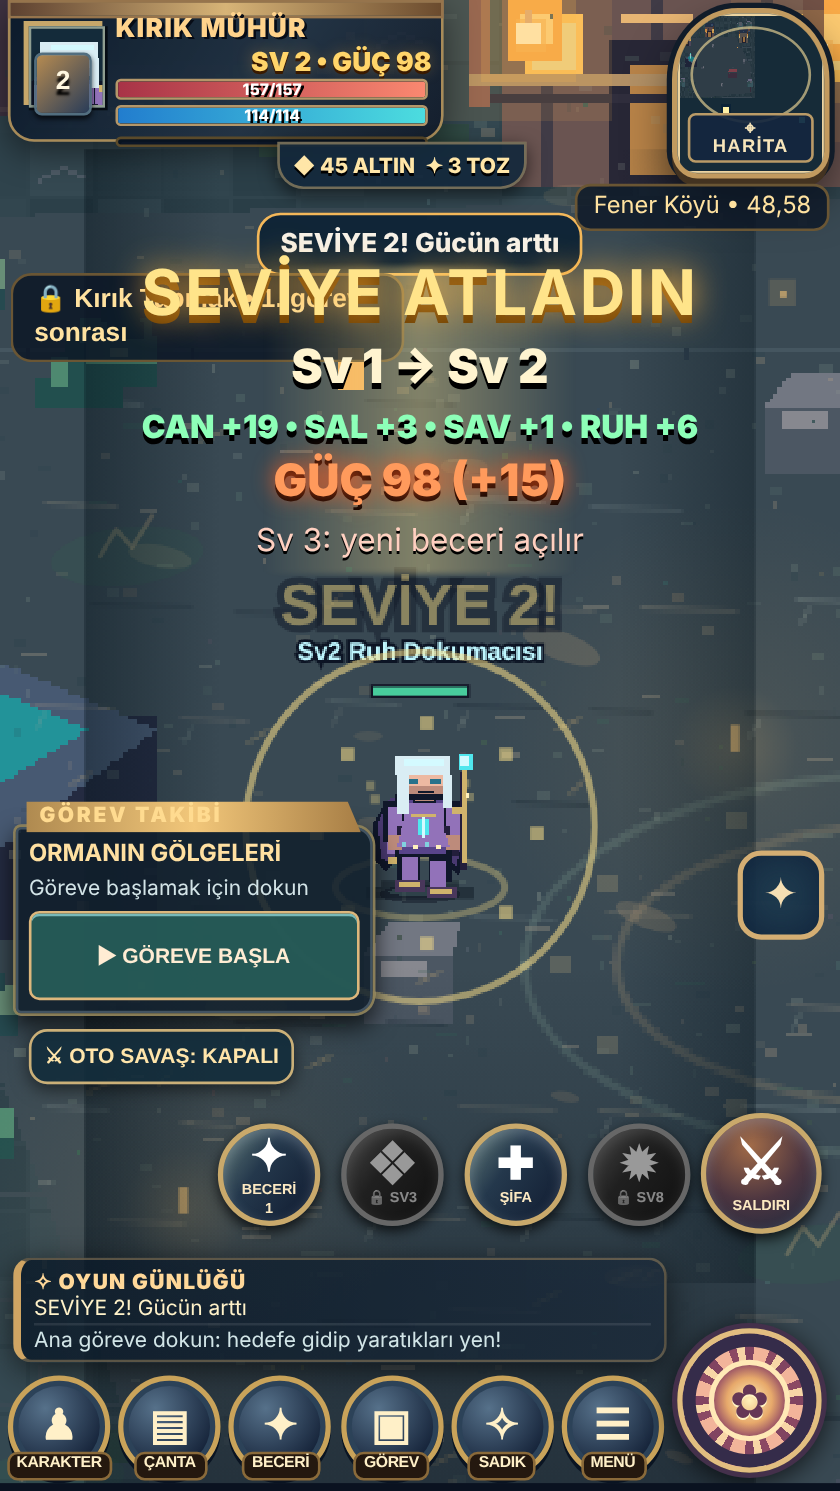 KIRIK MÜHÜR
SV 2 • GÜÇ 98
2
157/157
114/114
◆ 45 ALTIN ✦ 3 TOZ
HARİTA
Fener Köyü • 48,58
SEVİYE 2! Gücün arttı
🔒 Kırık
sonrası
SEVİYE ATLADIN
Sv 1 → Sv 2
CAN +19 • SAL +3 • SAV +1 • RUH +6
GÜÇ 98 (+15)
Sv 3: yeni beceri açılır
SEVİYE 2!
Sv2 Ruh Dokumacısı
GÖREV TAKİBİ
ORMANIN GÖLGELERİ
Göreve başlamak için dokun
▶ GÖREVE BAŞLA
⚔ OTO SAVAŞ: KAPALI
BECERİ
1
🔒 SV3
ŞİFA
🔒 SV8
SALDIRI
✧ OYUN GÜNLÜĞÜ
SEVİYE 2! Gücün arttı
Ana göreve dokun: hedefe gidip yaratıkları yen!
KARAKTER
ÇANTA
BECERİ
GÖREV
SADIK
MENÜ